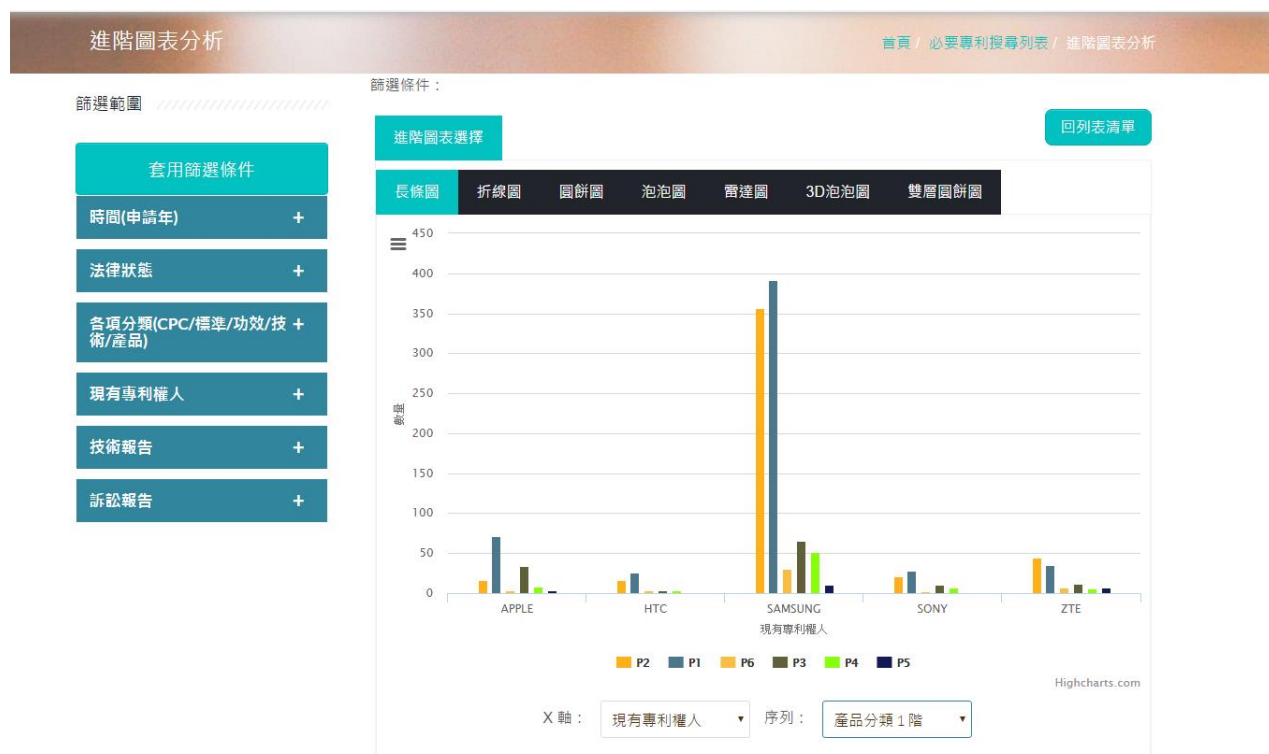 進階圖表分析
首頁 / 必要專利搜尋列表 / 進階圖表分析
篩選範圍
套用篩選條件
時間(申請年) +
法律狀態 +
各項分類(CPC/標準/功效/技 +
術/產品)
現有專利權人 +
技術報告 +
訴訟報告 +
篩選條件：
進階圖表選擇
回列表清單
長條圖 折線圖 圓餅圖 泡泡圖 雷達圖 3D泡泡圖 雙層圓餅圖
450
400
350
300
250
200
150
100
50
0
數量
APPLE HTC SAMSUNG SONY ZTE
現有專利權人
P2 P1 P6 P3 P4 P5
Highcharts.com
X 軸： 現有專利權人 序列： 產品分類 1 階